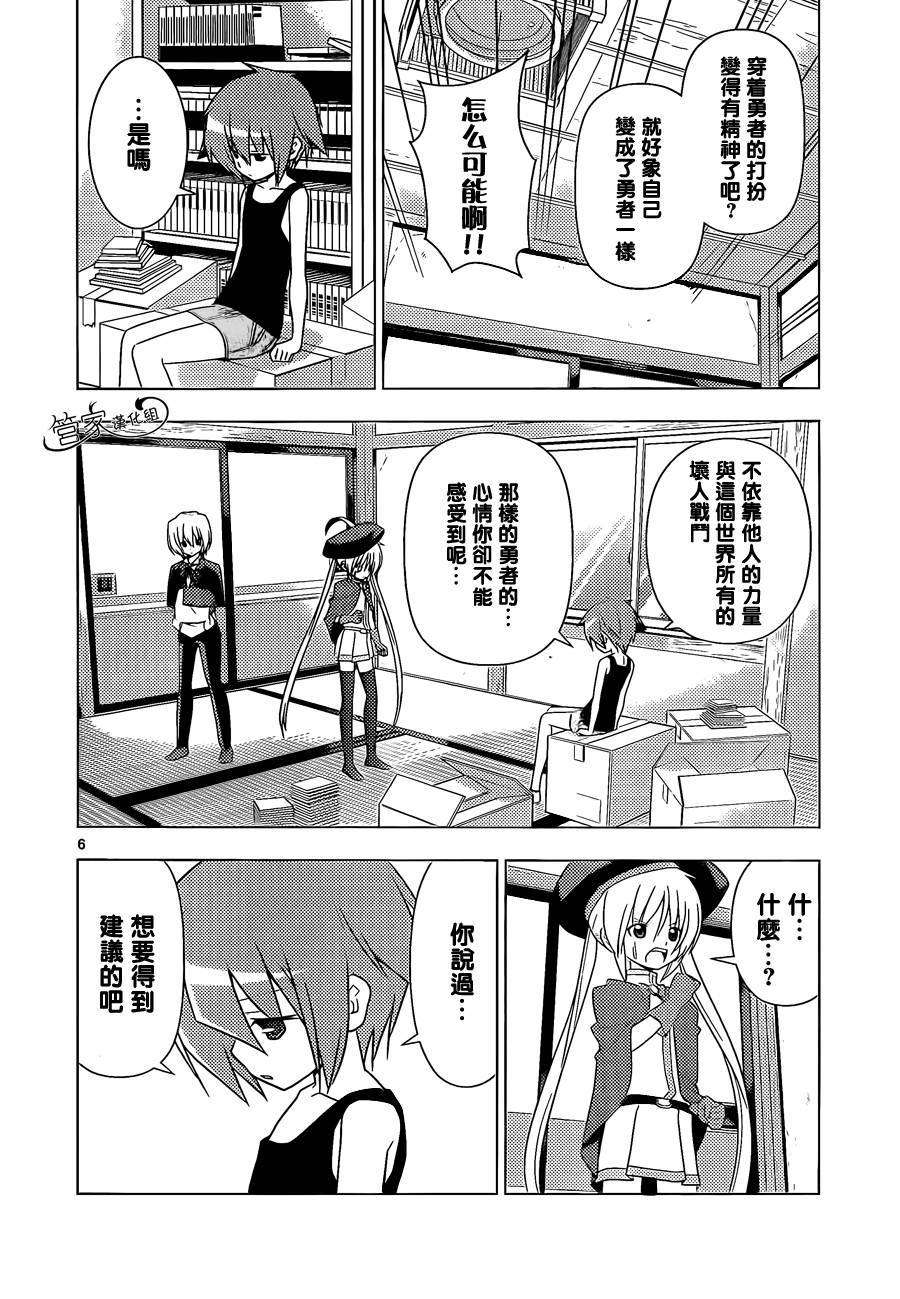 穿着勇者的打扮
變得有精神了吧?
就好象自己
變成了勇者一樣
怎么可能啊!!
…是嗎
管家漢化組
不依靠他人的力量
與這個世界所有的
壞人戰鬥
那樣的勇者的…
心情你卻不能
感受到呢…
6
什…
什麼…?
你說過…
想要得到
建議的吧